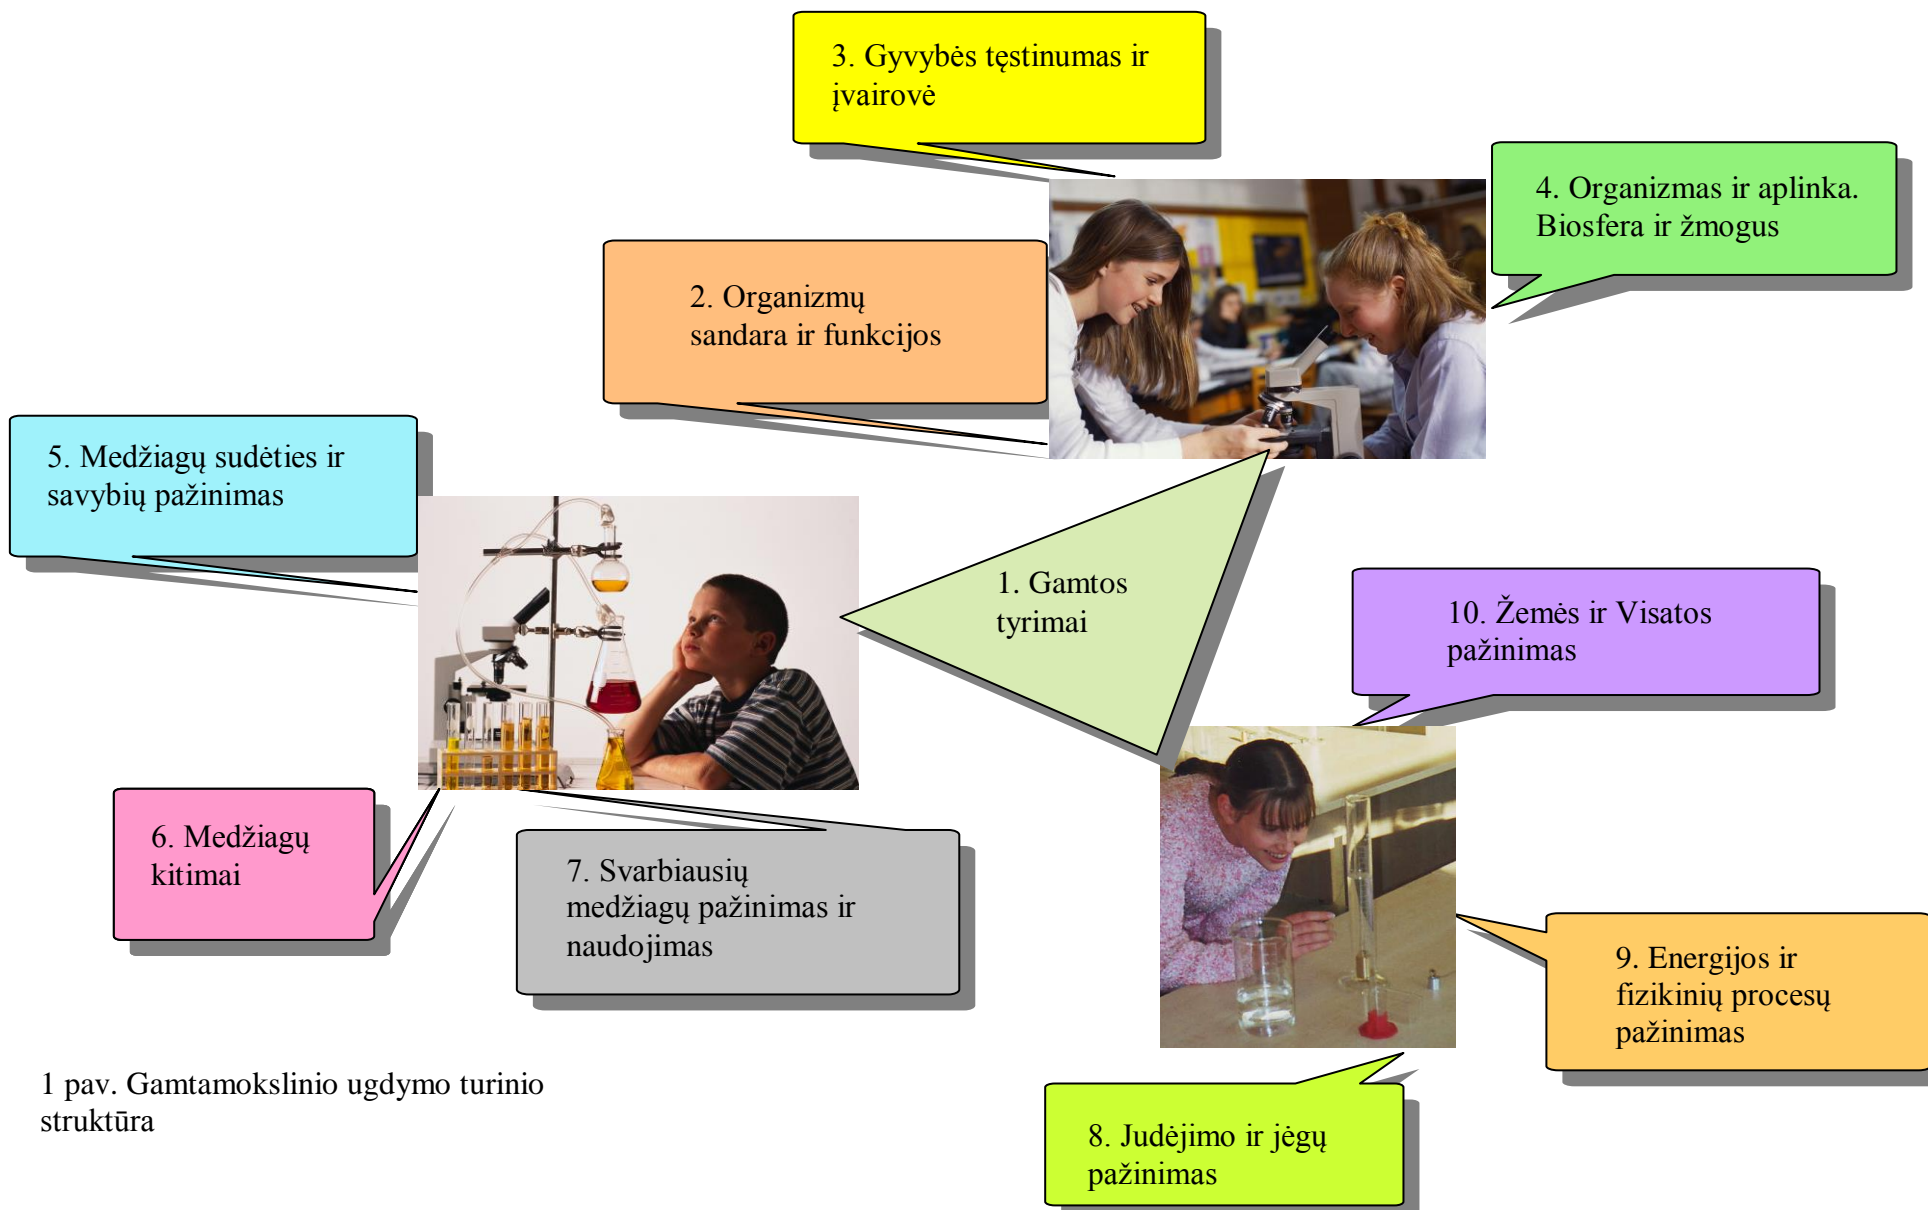 3. Gyvybės tęstinumas ir
įvairovė
4. Organizmas ir aplinka.
Biosfera ir žmogus
2. Organizmų
sandara ir funkcijos
5. Medžiagų sudėties ir
savybių pažinimas
1. Gamtos
tyrimai
10. Žemės ir Visatos
pažinimas
6. Medžiagų
kitimai
7. Svarbiausių
medžiagų pažinimas ir
naudojimas
9. Energijos ir
fizikinių procesų
pažinimas
1 pav. Gamtamokslinio ugdymo turinio
struktūra
8. Judėjimo ir jėgų
pažinimas